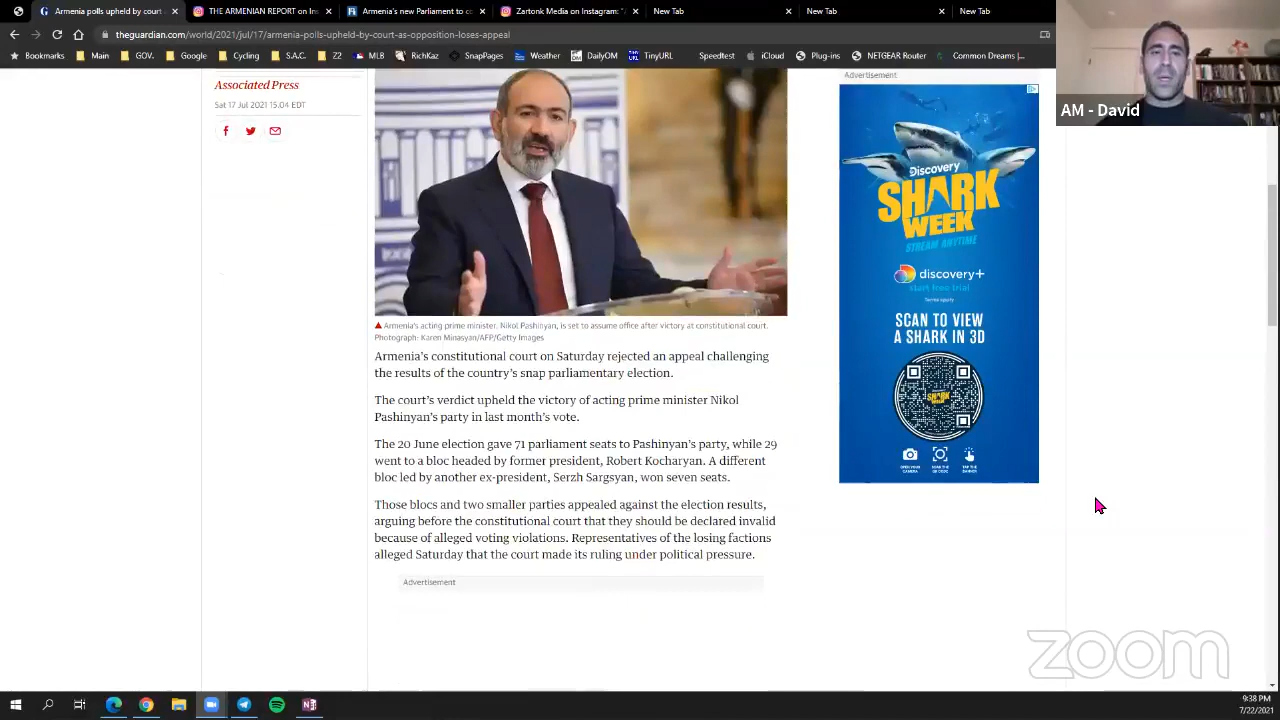 Armenia polls upheld by court
THE ARMENIAN REPORT on Ins
Armenia's new Parliament to co
Zartonk Media on Instagram: "
New Tab
New Tab
New Tab
theguardian.com/world/2021/jul/17/armenia-polls-upheld-by-court-as-opposition-loses-appeal
Bookmarks
Main
GOV.
Google
Cycling
S.A.C.
Z2
MLB
RichKaz
SnapPages
Weather
DailyOM
TinyURL
Speedtest
iCloud
Plug-ins
NETGEAR Router
Common Dreams |...
AM - David
Associated Press
Sat 17 Jul 2021 15.04 EDT
Armenia's acting prime minister, Nikol Pashinyan, is set to assume office after victory at constitutional court.
Photograph: Karen Minasyan/AFP/Getty Images
Armenia's constitutional court on Saturday rejected an appeal challenging
the results of the country's snap parliamentary election.
The court's verdict upheld the victory of acting prime minister Nikol
Pashinyan's party in last month's vote.
The 20 June election gave 71 parliament seats to Pashinyan's party, while 29
went to a bloc headed by former president, Robert Kocharyan. A different
bloc led by another ex-president, Serzh Sargsyan, won seven seats.
Those blocs and two smaller parties appealed against the election results,
arguing before the constitutional court that they should be declared invalid
because of alleged voting violations. Representatives of the losing factions
alleged Saturday that the court made its ruling under political pressure.
Advertisement
Advertisement
Discovery
SHARK
WEEK
STREAM ANYTIME
discovery+
start free trial
Terms apply
SCAN TO VIEW
A SHARK IN 3D
SHARK
WEEK
OPEN YOUR
CAMERA
SCAN THE
QR CODE
TAP THE
BANNER
zoom
9:38 PM
7/22/2021